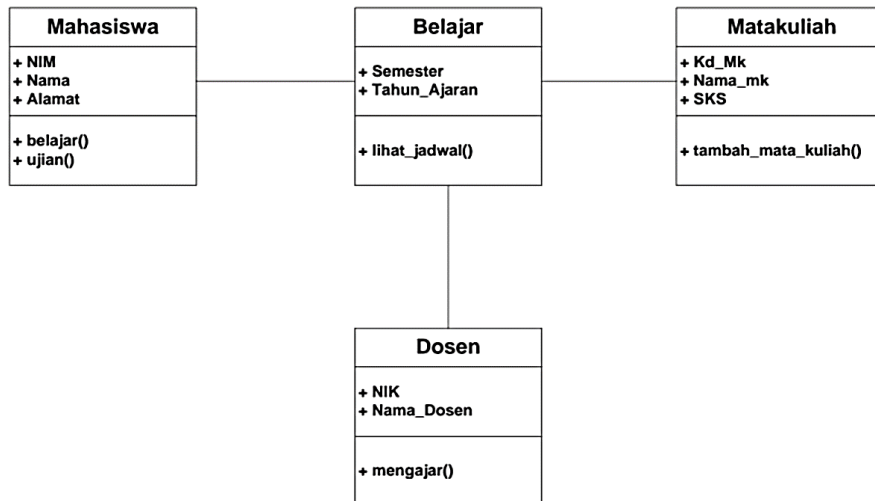 Mahasiswa
+ NIM
+ Nama
+ Alamat
+ belajar()
+ ujian()
Belajar
+ Semester
+ Tahun_Ajaran
+ lihat_jadwal()
Matakuliah
+ Kd_Mk
+ Nama_mk
+ SKS
+ tambah_mata_kuliah()
Dosen
+ NIK
+ Nama_Dosen
+ mengajar()